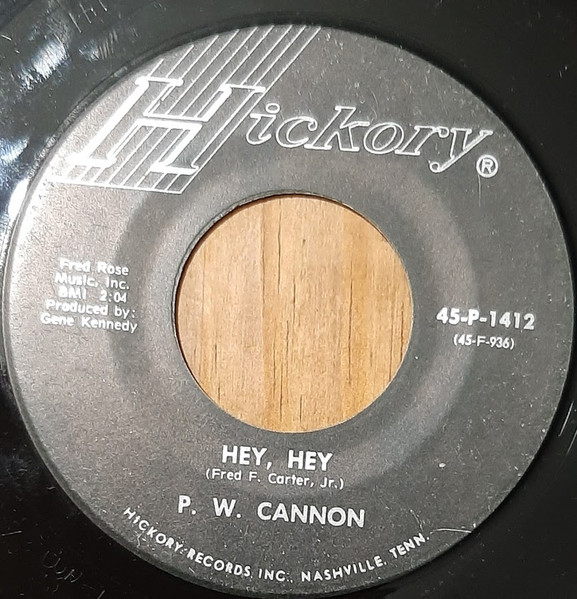 Hickory®
Fred Rose
Music, Inc.
BMI 2:04
Produced by:
Gene Kennedy
45-P-1412
(45-F-936)
HEY, HEY
(Fred F. Carter, Jr.)
P. W. CANNON
HICKORY RECORDS, INC., NASHVILLE, TENN.